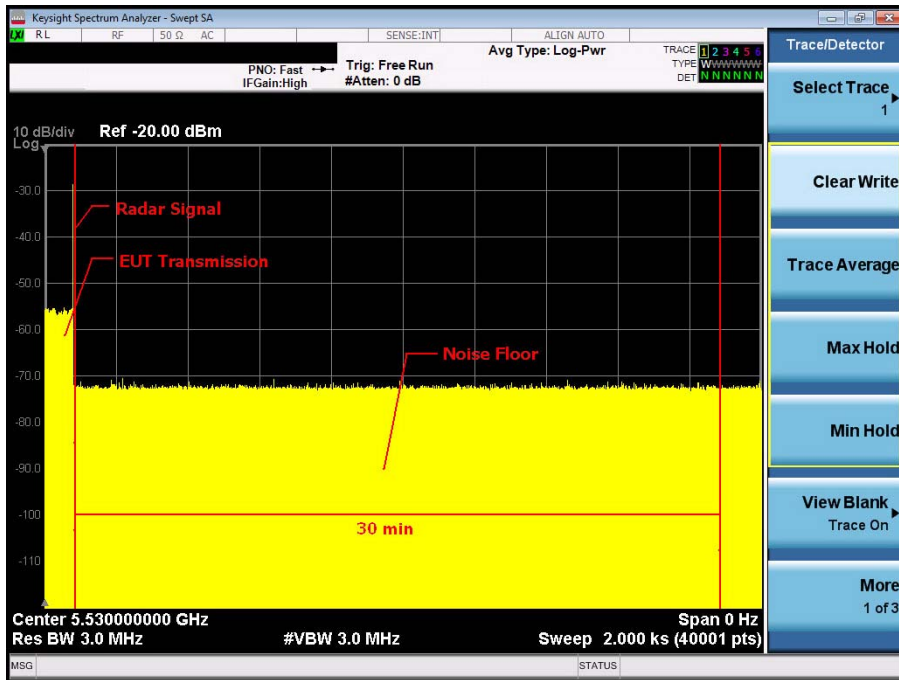 Keysight Spectrum Analyzer - Swept SA
LXI RL RF 50 Ω AC SENSE:INT ALIGN AUTO
Avg Type: Log-Pwr
PNO: Fast
IFGain:High
Trig: Free Run
#Atten: 0 dB
TRACE 1 2 3 4 5 6
TYPE WWWWWW
DET N N N N N N
10 dB/div
Log
Ref -20.00 dBm
-30.0
-40.0
-50.0
-60.0
-70.0
-80.0
-90.0
-100
-110
Radar Signal
EUT Transmission
Noise Floor
30 min
Center 5.530000000 GHz
Span 0 Hz
Res BW 3.0 MHz
#VBW 3.0 MHz
Sweep 2.000 ks (40001 pts)
MSG
STATUS
Trace/Detector
Select Trace
1
Clear Write
Trace Average
Max Hold
Min Hold
View Blank
Trace On
More
1 of 3